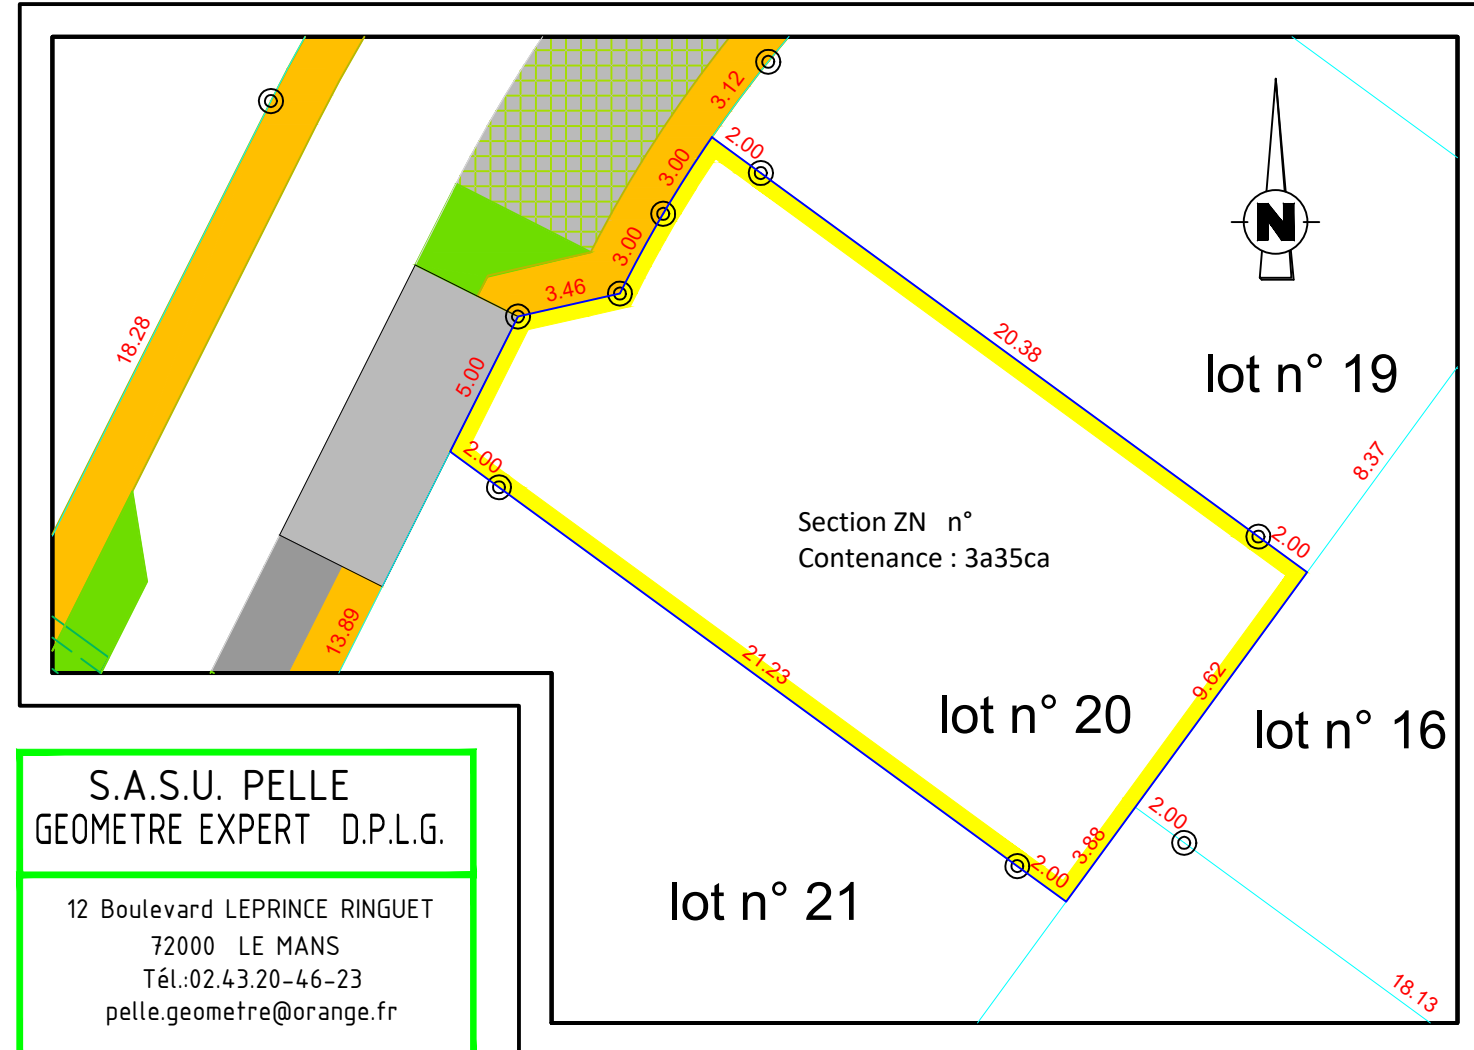 3.12
2.00
3.00
N
3.00
3.46
18.28
20.38
lot n° 19
5.00
8.37
2.00
Section ZN n°
Contenance : 3a35ca
2.00
13.89
21.23
9.62
lot n° 20
lot n° 16
2.00
3.88
2.00
lot n° 21
18.13
S.A.S.U. PELLE
GEOMETRE EXPERT D.P.L.G.
12 Boulevard LEPRINCE RINGUET
72000 LE MANS
Tél.:02.43.20-46-23
pelle.geometre@orange.fr